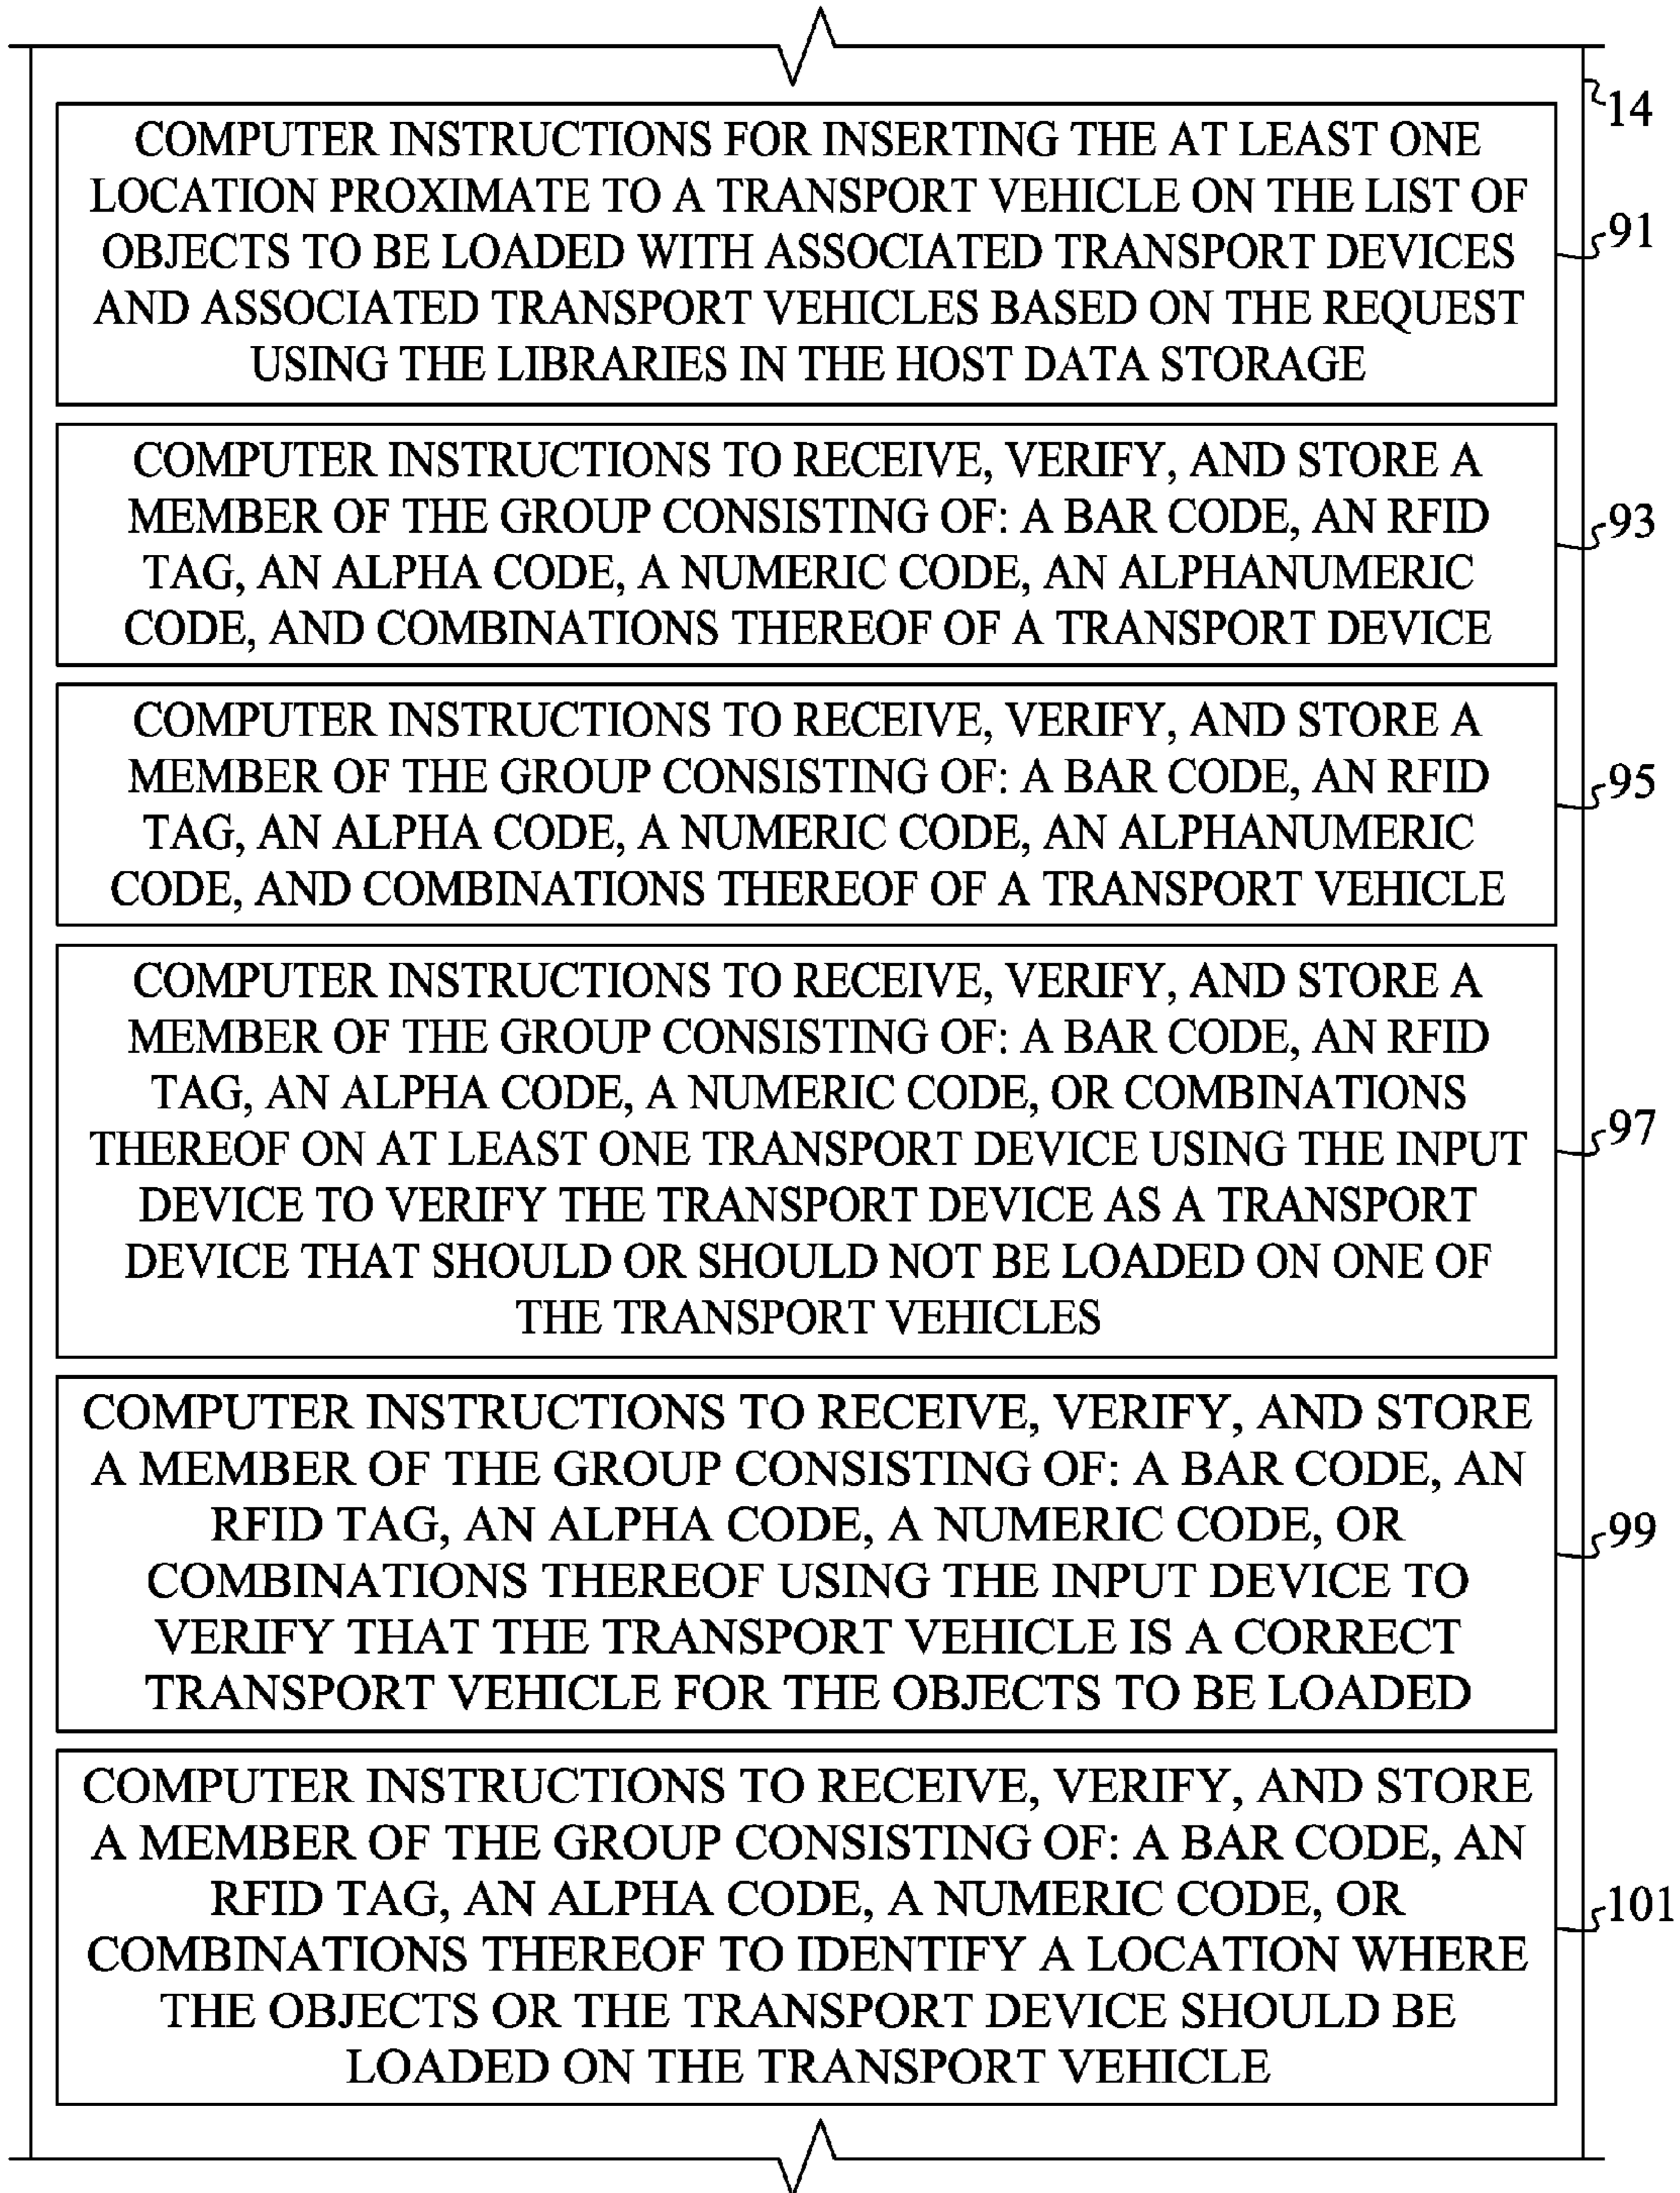 14
COMPUTER INSTRUCTIONS FOR INSERTING THE AT LEAST ONE
LOCATION PROXIMATE TO A TRANSPORT VEHICLE ON THE LIST OF
OBJECTS TO BE LOADED WITH ASSOCIATED TRANSPORT DEVICES
AND ASSOCIATED TRANSPORT VEHICLES BASED ON THE REQUEST
USING THE LIBRARIES IN THE HOST DATA STORAGE
91
COMPUTER INSTRUCTIONS TO RECEIVE, VERIFY, AND STORE A
MEMBER OF THE GROUP CONSISTING OF: A BAR CODE, AN RFID
TAG, AN ALPHA CODE, A NUMERIC CODE, AN ALPHANUMERIC
CODE, AND COMBINATIONS THEREOF OF A TRANSPORT DEVICE
93
COMPUTER INSTRUCTIONS TO RECEIVE, VERIFY, AND STORE A
MEMBER OF THE GROUP CONSISTING OF: A BAR CODE, AN RFID
TAG, AN ALPHA CODE, A NUMERIC CODE, AN ALPHANUMERIC
CODE, AND COMBINATIONS THEREOF OF A TRANSPORT VEHICLE
95
COMPUTER INSTRUCTIONS TO RECEIVE, VERIFY, AND STORE A
MEMBER OF THE GROUP CONSISTING OF: A BAR CODE, AN RFID
TAG, AN ALPHA CODE, A NUMERIC CODE, OR COMBINATIONS
THEREOF ON AT LEAST ONE TRANSPORT DEVICE USING THE INPUT
DEVICE TO VERIFY THE TRANSPORT DEVICE AS A TRANSPORT
DEVICE THAT SHOULD OR SHOULD NOT BE LOADED ON ONE OF
THE TRANSPORT VEHICLES
97
COMPUTER INSTRUCTIONS TO RECEIVE, VERIFY, AND STORE
A MEMBER OF THE GROUP CONSISTING OF: A BAR CODE, AN
RFID TAG, AN ALPHA CODE, A NUMERIC CODE, OR
COMBINATIONS THEREOF USING THE INPUT DEVICE TO
VERIFY THAT THE TRANSPORT VEHICLE IS A CORRECT
TRANSPORT VEHICLE FOR THE OBJECTS TO BE LOADED
99
COMPUTER INSTRUCTIONS TO RECEIVE, VERIFY, AND STORE
A MEMBER OF THE GROUP CONSISTING OF: A BAR CODE, AN
RFID TAG, AN ALPHA CODE, A NUMERIC CODE, OR
COMBINATIONS THEREOF TO IDENTIFY A LOCATION WHERE
THE OBJECTS OR THE TRANSPORT DEVICE SHOULD BE
LOADED ON THE TRANSPORT VEHICLE
101